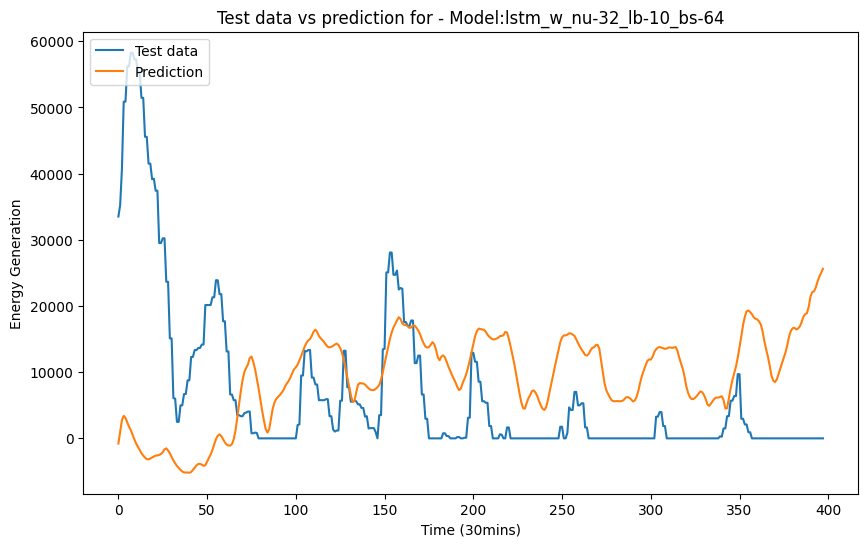 Test data vs prediction for - Model:lstm_w_nu-32_lb-10_bs-64
Test data
Prediction
60000
50000
40000
30000
20000
10000
0
Energy Generation
0 50 100 150 200 250 300 350 400
Time (30mins)